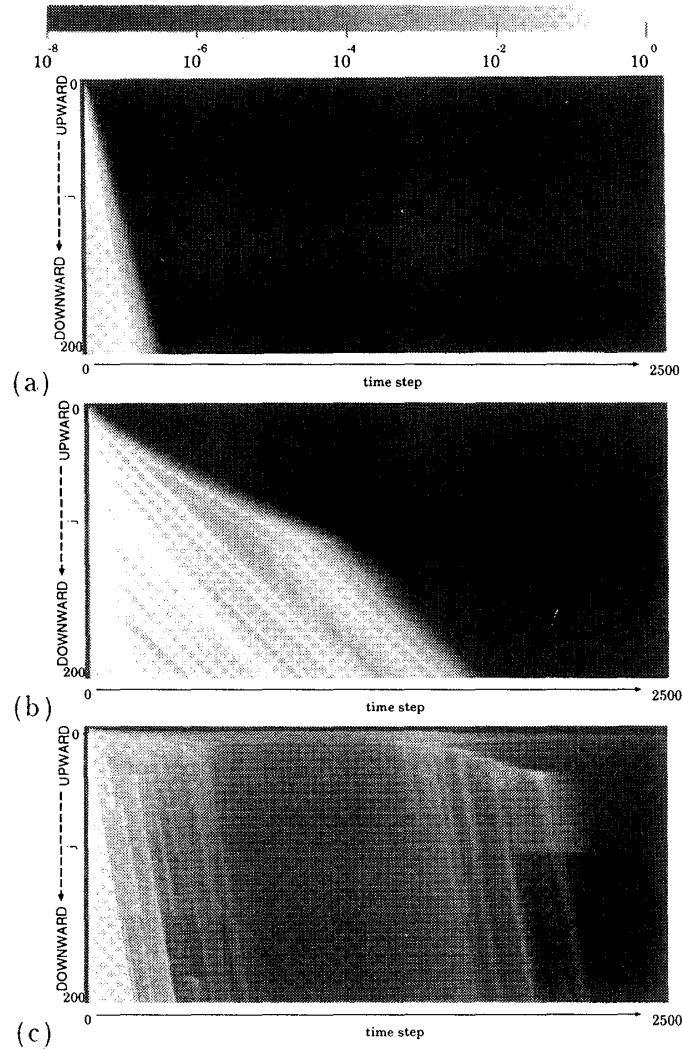 10^-8 10^-6 10^-4 10^-2 10^0
0
UPWARD
j
DOWNWARD
200
(a)
0 time step 2500
0
UPWARD
j
DOWNWARD
200
(b)
0 time step 2500
0
UPWARD
j
DOWNWARD
200
(c)
0 time step 2500